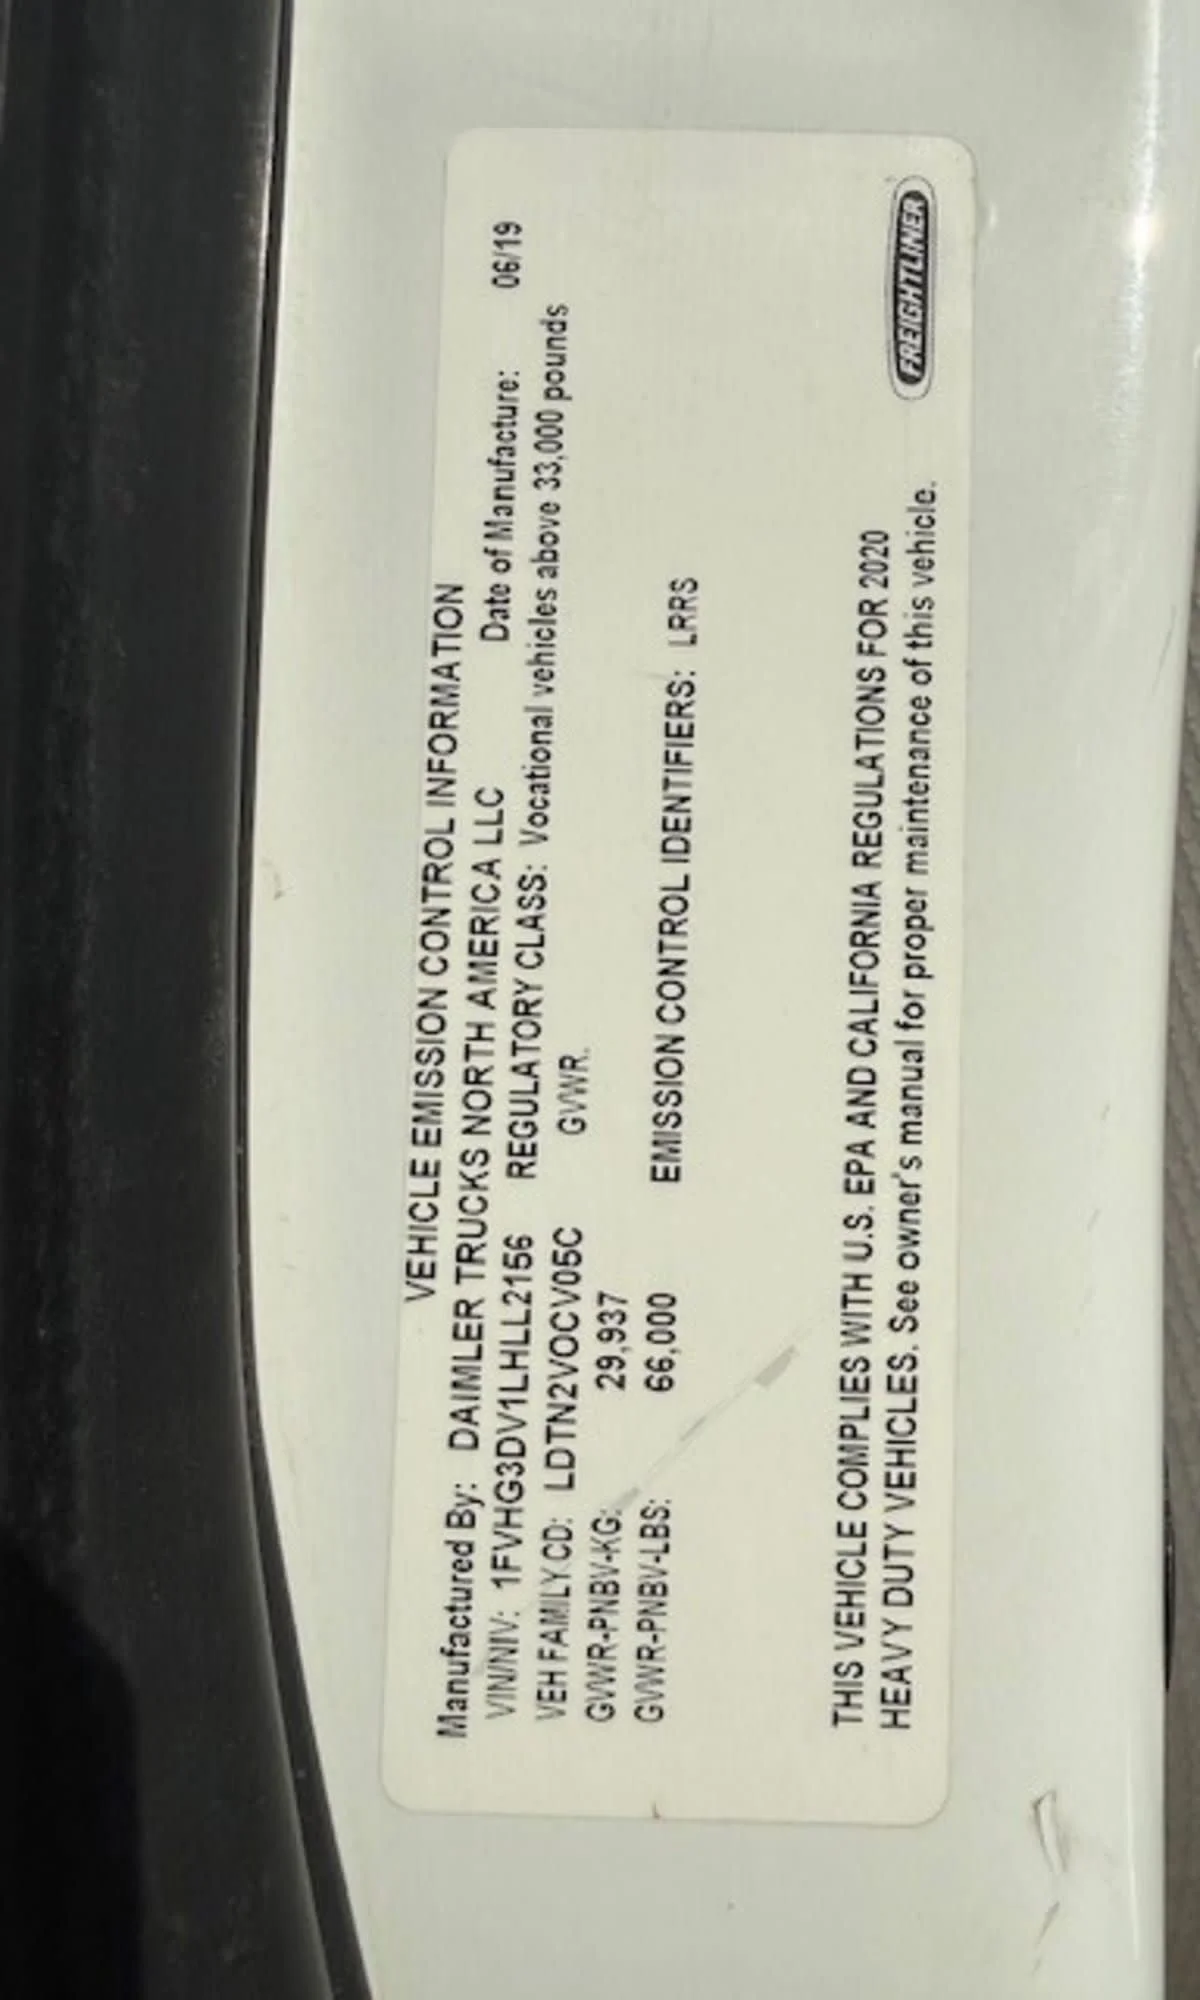 VEHICLE EMISSION CONTROL INFORMATION
Manufactured By: DAIMLER TRUCKS NORTH AMERICA LLC Date of Manufacture: 06/19
VIN/NIV: 1FVHG3DV1LHLL2156 REGULATORY CLASS: Vocational vehicles above 33,000 pounds
VEH FAMILY CD: LDTN2VOCV05C GVWR.
GVWR-PNBV-KG: 29,937
GVWR-PNBV-LBS: 66,000 EMISSION CONTROL IDENTIFIERS: LRRS
THIS VEHICLE COMPLIES WITH U.S. EPA AND CALIFORNIA REGULATIONS FOR 2020
HEAVY DUTY VEHICLES. See owner's manual for proper maintenance of this vehicle.
FREIGHTLINER